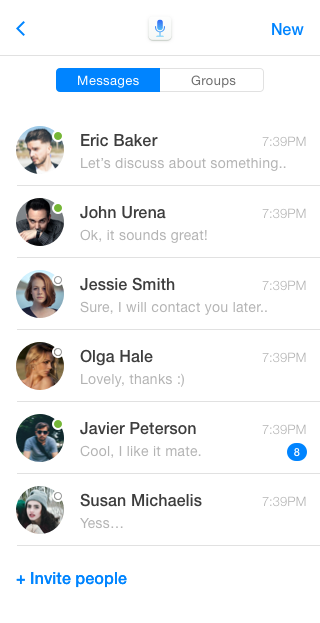 New
Messages Groups
Eric Baker 7:39PM
Let's discuss about something..
John Urena 7:39PM
Ok, it sounds great!
Jessie Smith 7:39PM
Sure, I will contact you later..
Olga Hale 7:39PM
Lovely, thanks :)
Javier Peterson 7:39PM
Cool, I like it mate. 8
Susan Michaelis 7:39PM
Yess...
+ Invite people